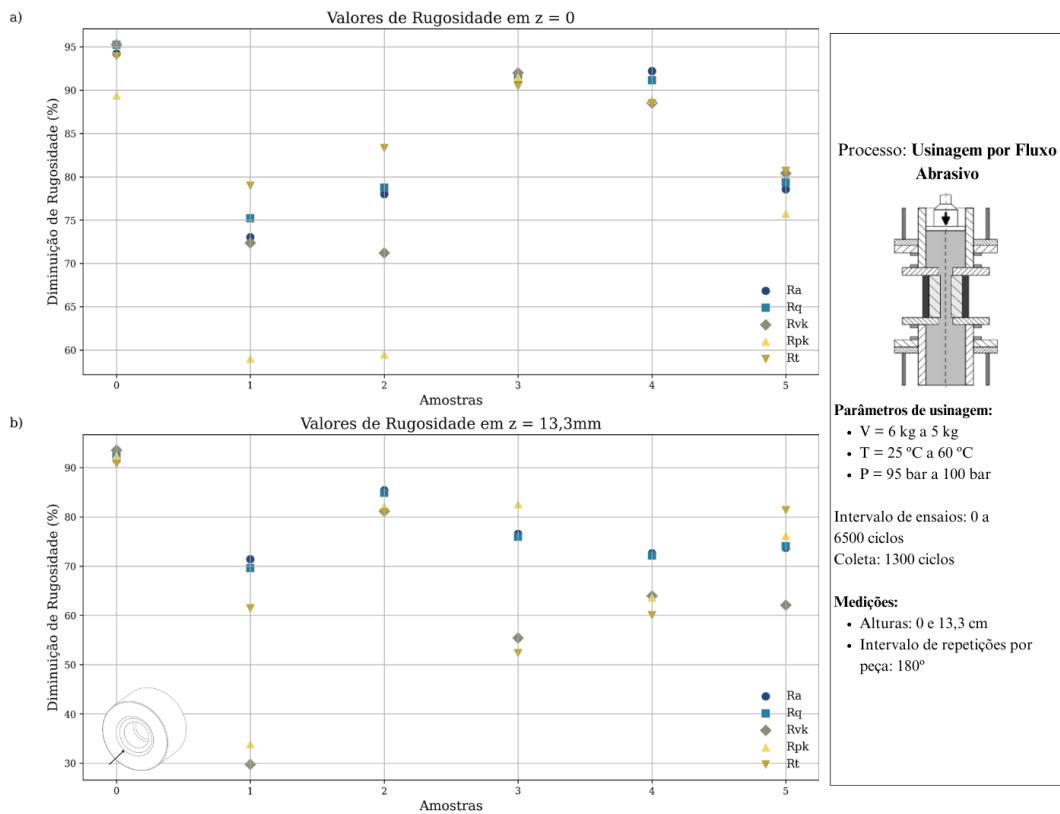 a)
Valores de Rugosidade em z = 0
Diminuição de Rugosidade (%)
95
90
85
80
75
70
65
60
Ra
Rq
Rvk
Rpk
Rt
0 1 2 3 4 5
Amostras
b)
Valores de Rugosidade em z = 13,3mm
Diminuição de Rugosidade (%)
90
80
70
60
50
40
30
Ra
Rq
Rvk
Rpk
Rt
0 1 2 3 4 5
Amostras
Processo: Usinagem por Fluxo
Abrasivo
Parâmetros de usinagem:
• V = 6 kg a 5 kg
• T = 25 ºC a 60 ºC
• P = 95 bar a 100 bar
Intervalo de ensaios: 0 a
6500 ciclos
Coleta: 1300 ciclos
Medições:
• Alturas: 0 e 13,3 cm
• Intervalo de repetições por
peça: 180º